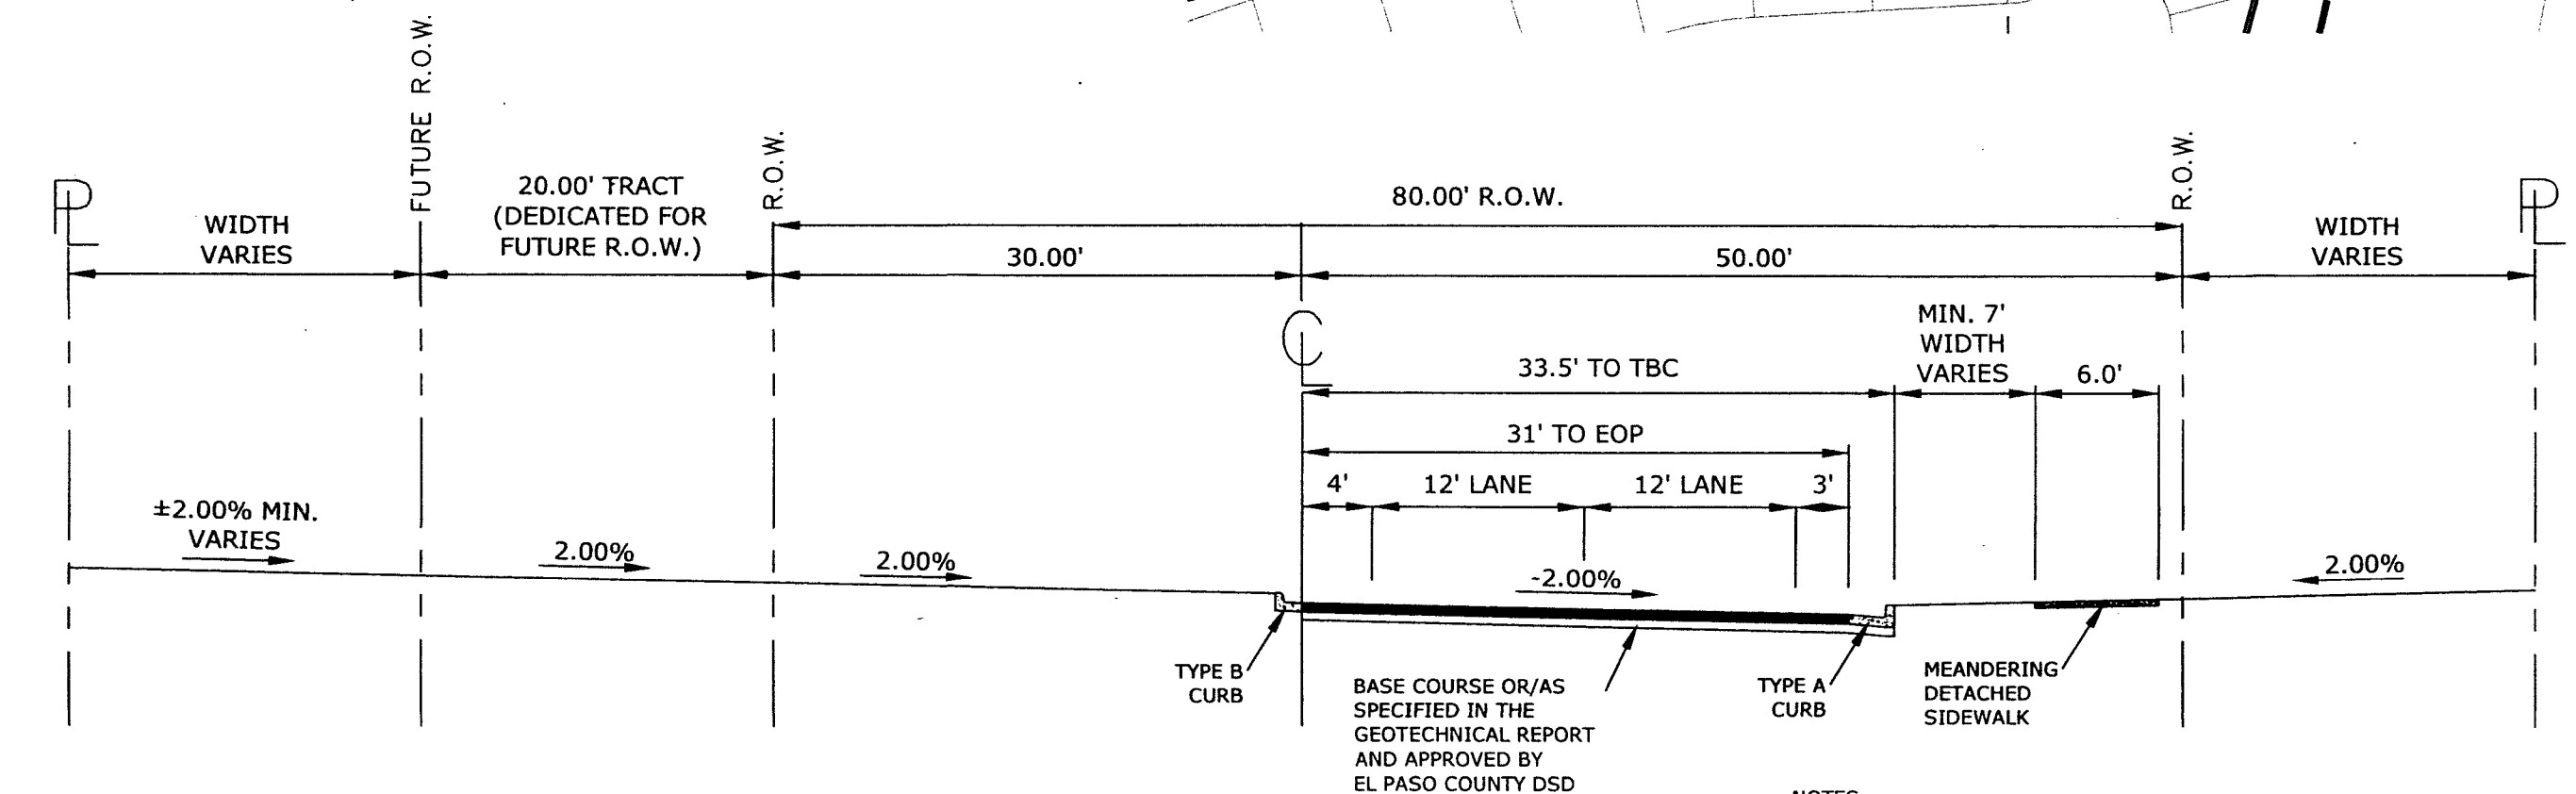 FUTURE R.O.W.
R.O.W.
R.O.W.
PL
PL
20.00' TRACT
(DEDICATED FOR
FUTURE R.O.W.)
80.00' R.O.W.
WIDTH
VARIES
30.00'
50.00'
WIDTH
VARIES
CL
MIN. 7'
WIDTH
VARIES
33.5' TO TBC
6.0'
31' TO EOP
4'
12' LANE
12' LANE
3'
±2.00% MIN.
VARIES
2.00%
2.00%
-2.00%
2.00%
TYPE B
CURB
BASE COURSE OR/AS
SPECIFIED IN THE
GEOTECHNICAL REPORT
AND APPROVED BY
EL PASO COUNTY DSD
TYPE A
CURB
MEANDERING
DETACHED
SIDEWALK
NOTES